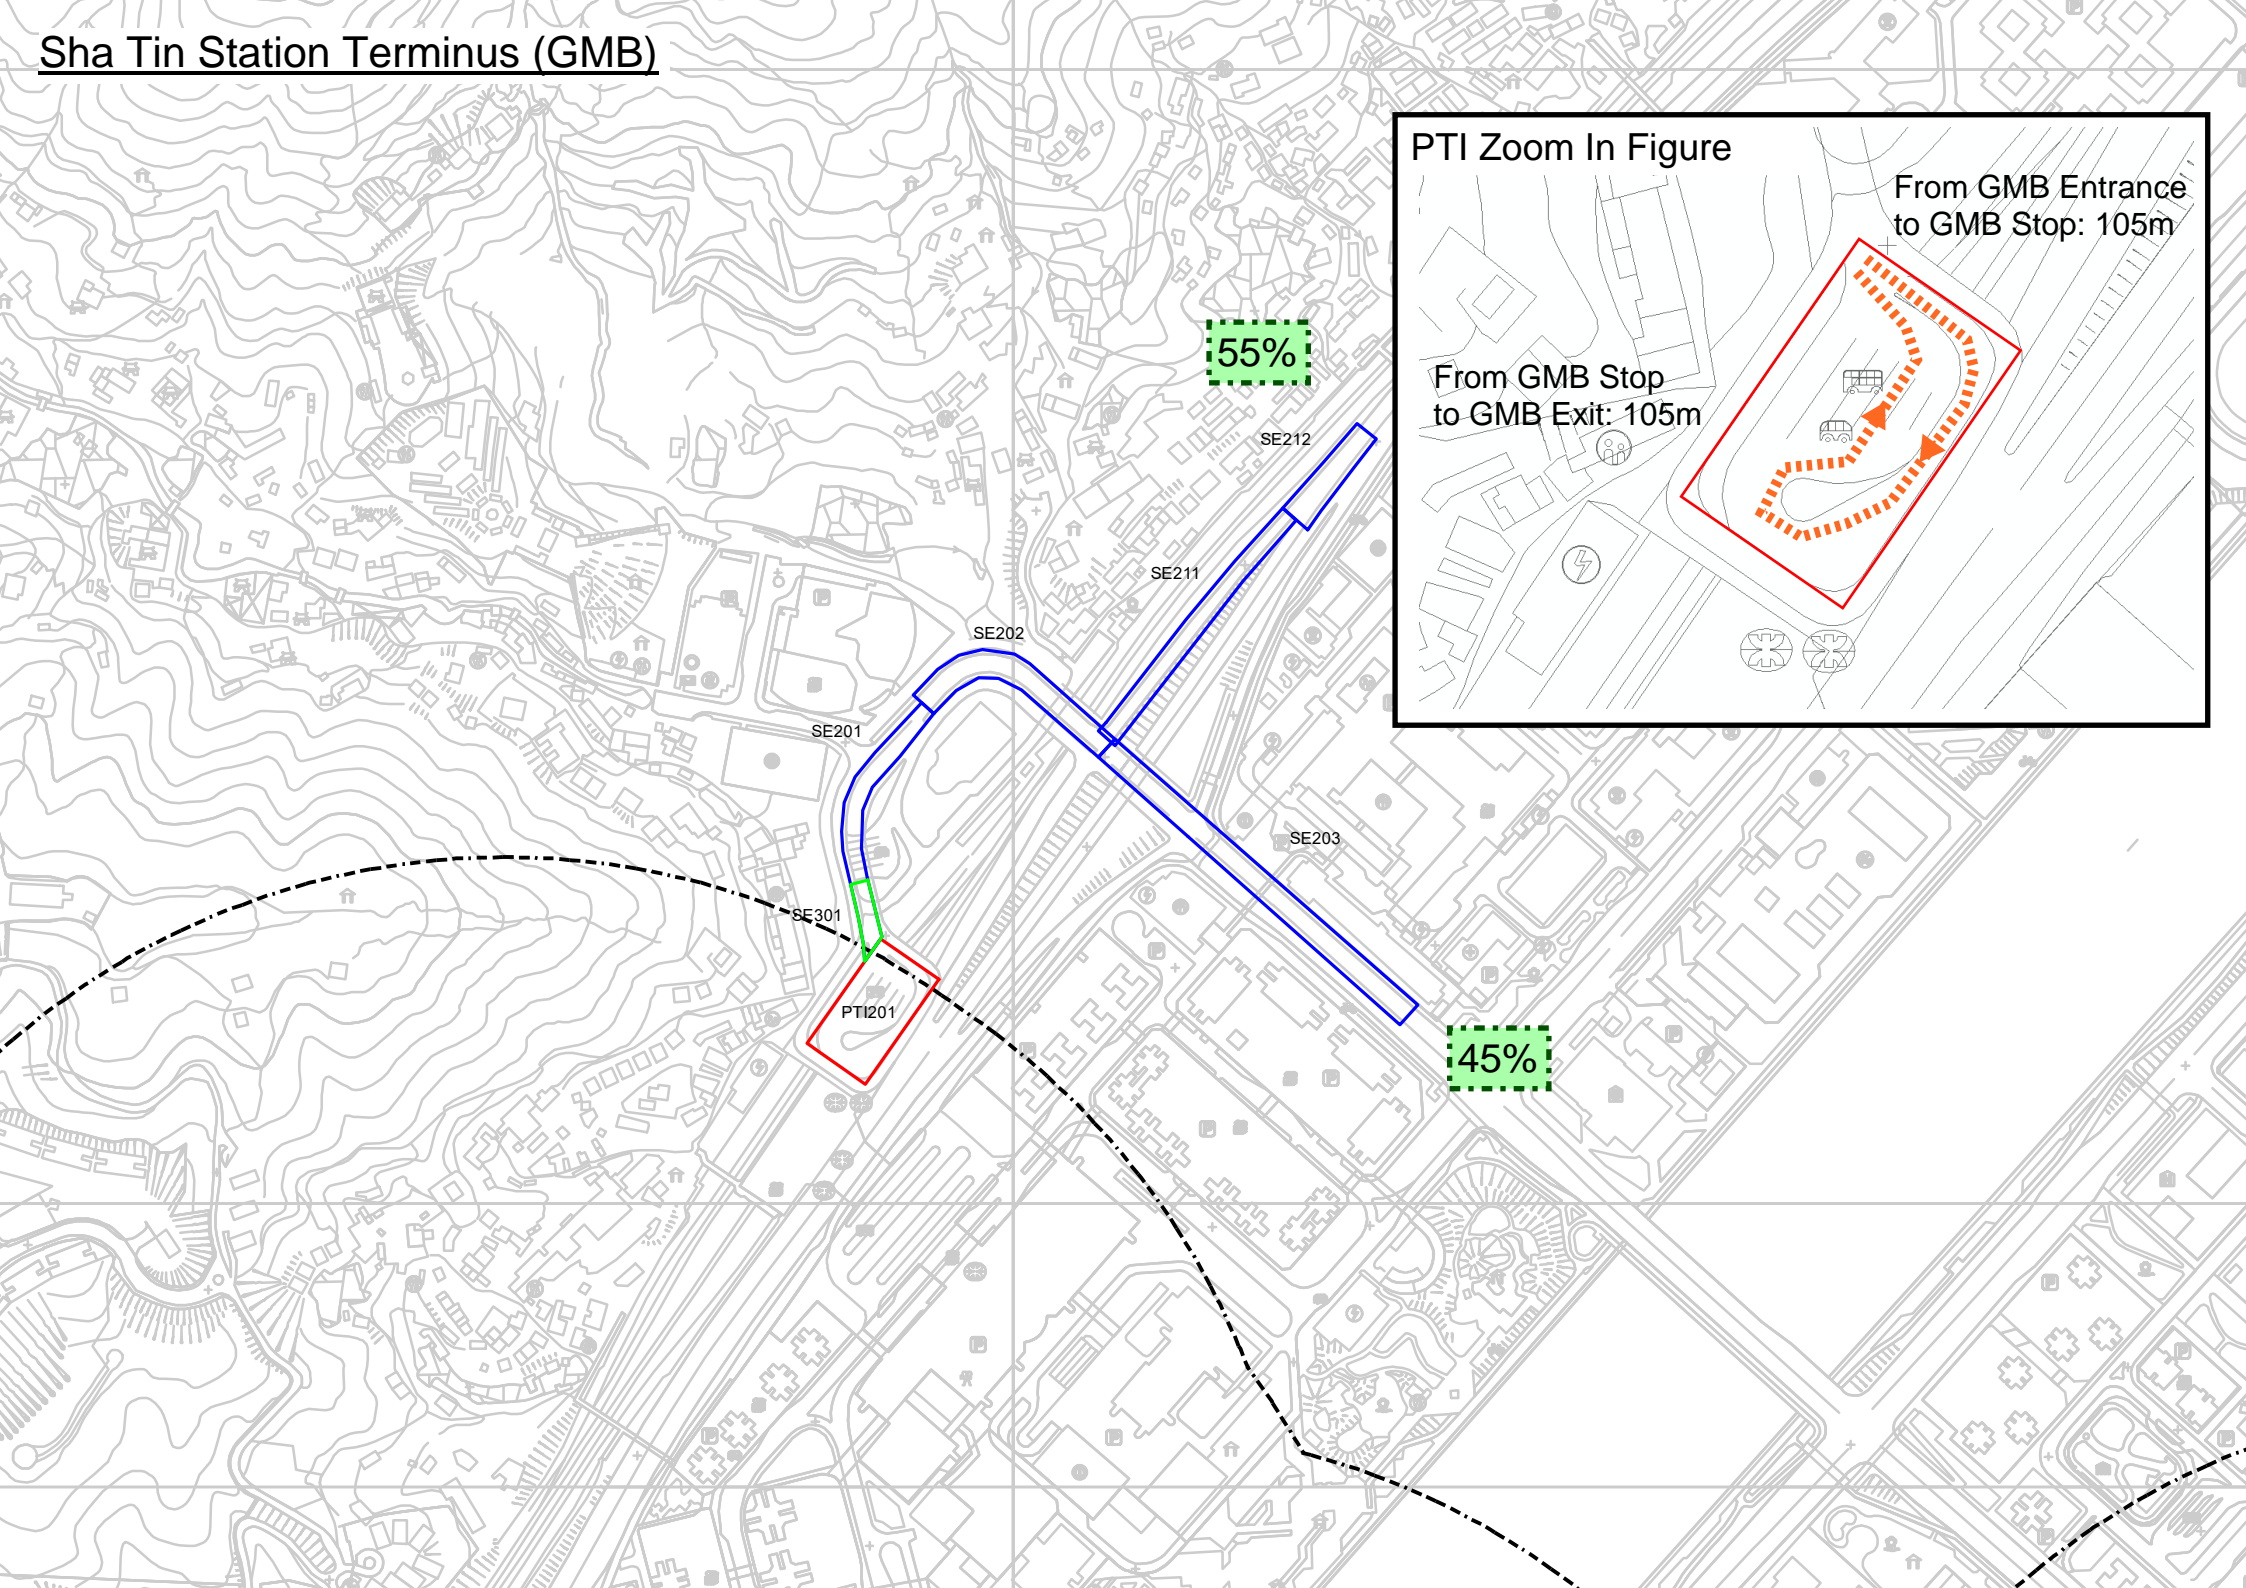 Sha Tin Station Terminus (GMB)
PTI Zoom In Figure
From GMB Entrance
to GMB Stop: 105m
From GMB Stop
to GMB Exit: 105m
55%
SE212
SE211
SE202
SE201
SE203
SE301
PTI201
45%